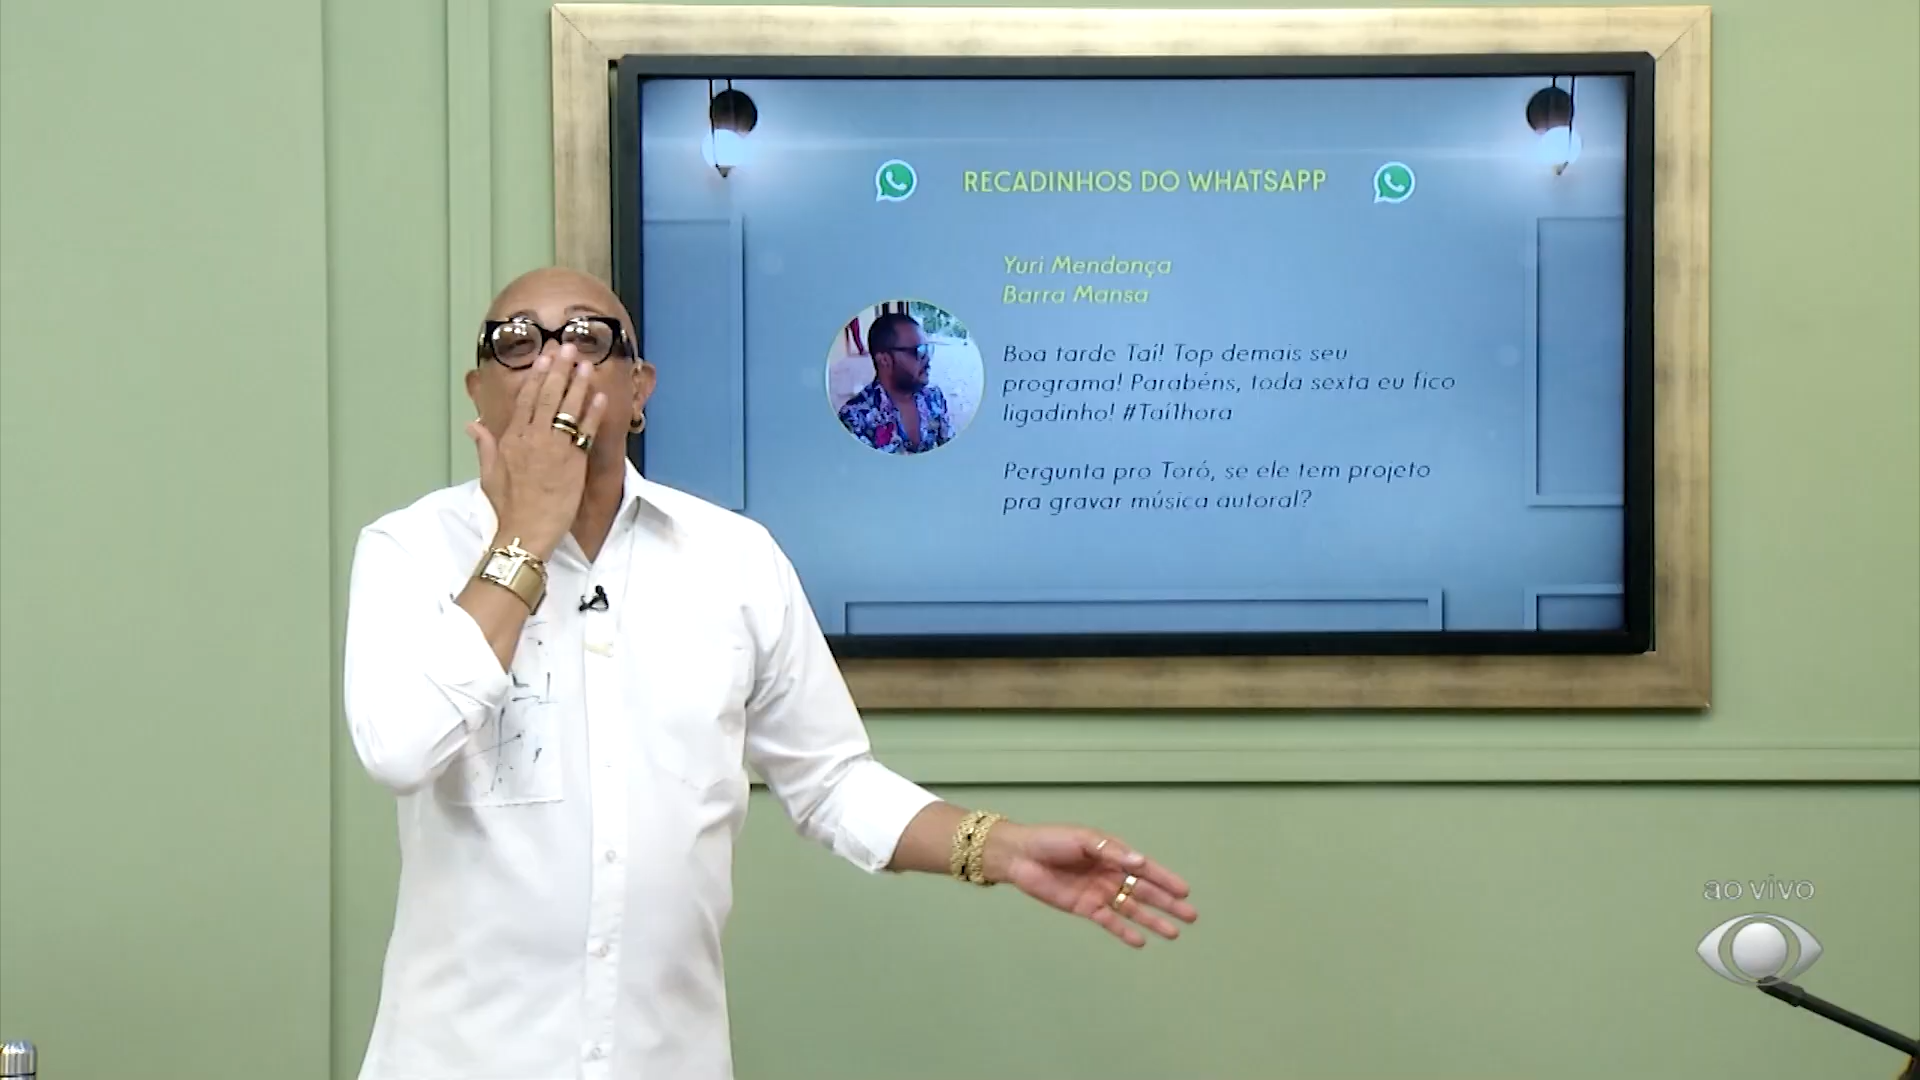 RECADINHOS DO WHATSAPP
Yuri Mendonça
Barra Mansa
Boa tarde Taí! Top demais seu
programa! Parabéns, toda sexta eu fico
ligadinho! #Taí1hora
Pergunta pro Toró, se ele tem projeto
pra gravar música autoral?
ao vivo